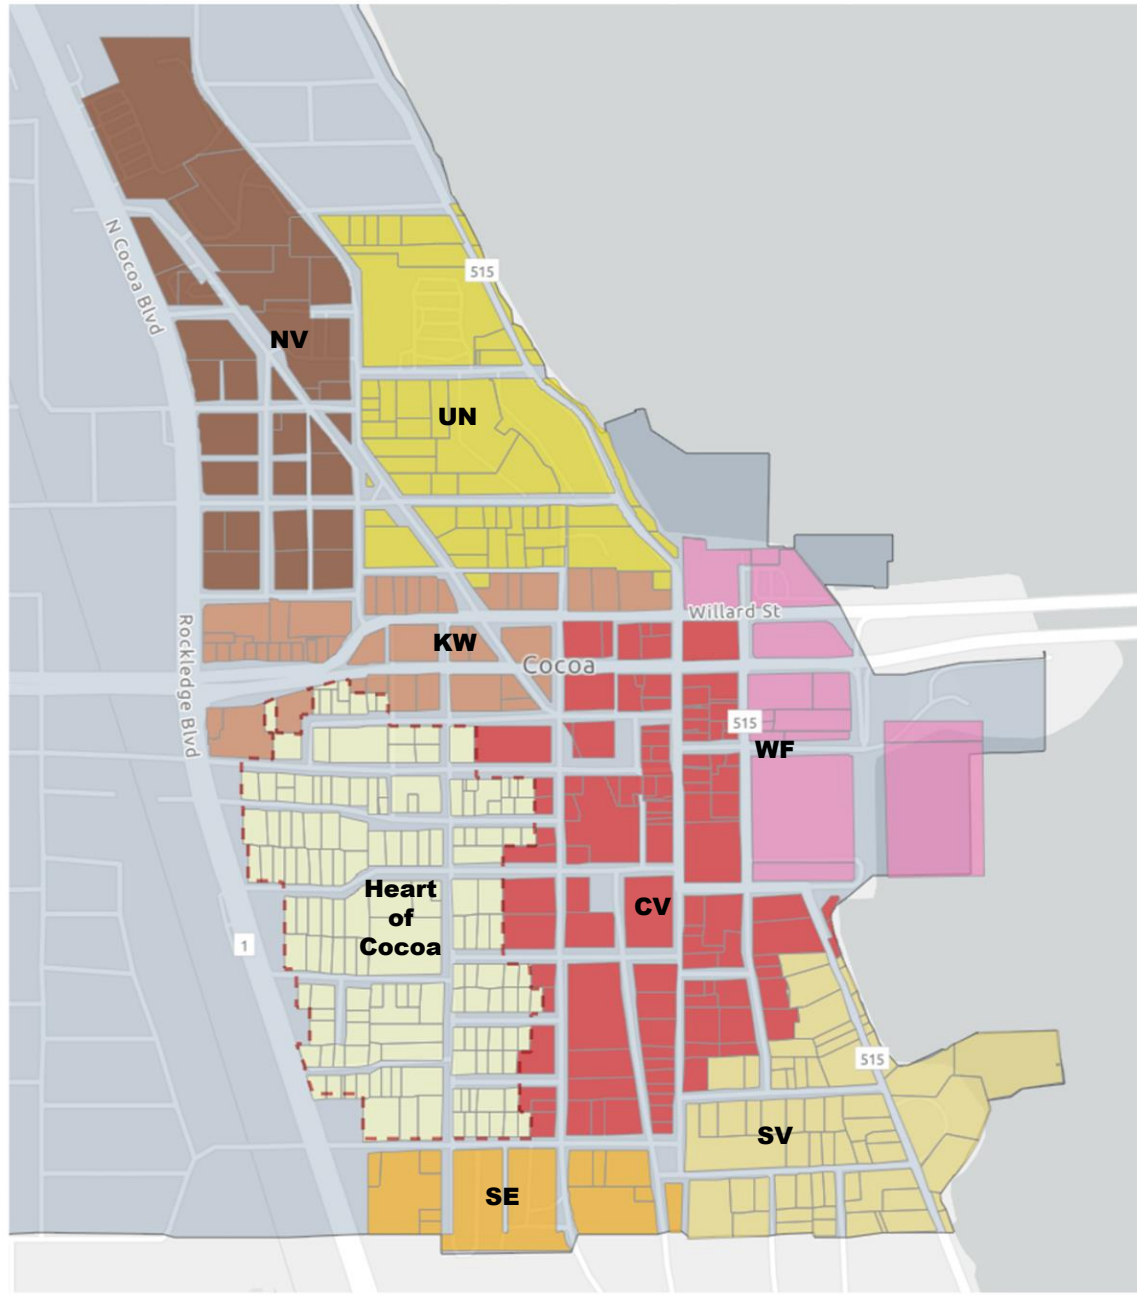 N Cocoa Blvd
515
NV
UN
Willard St
Rockledge Blvd
KW
Cocoa
515
WF
Heart
of
Cocoa
CV
1
515
SV
SE